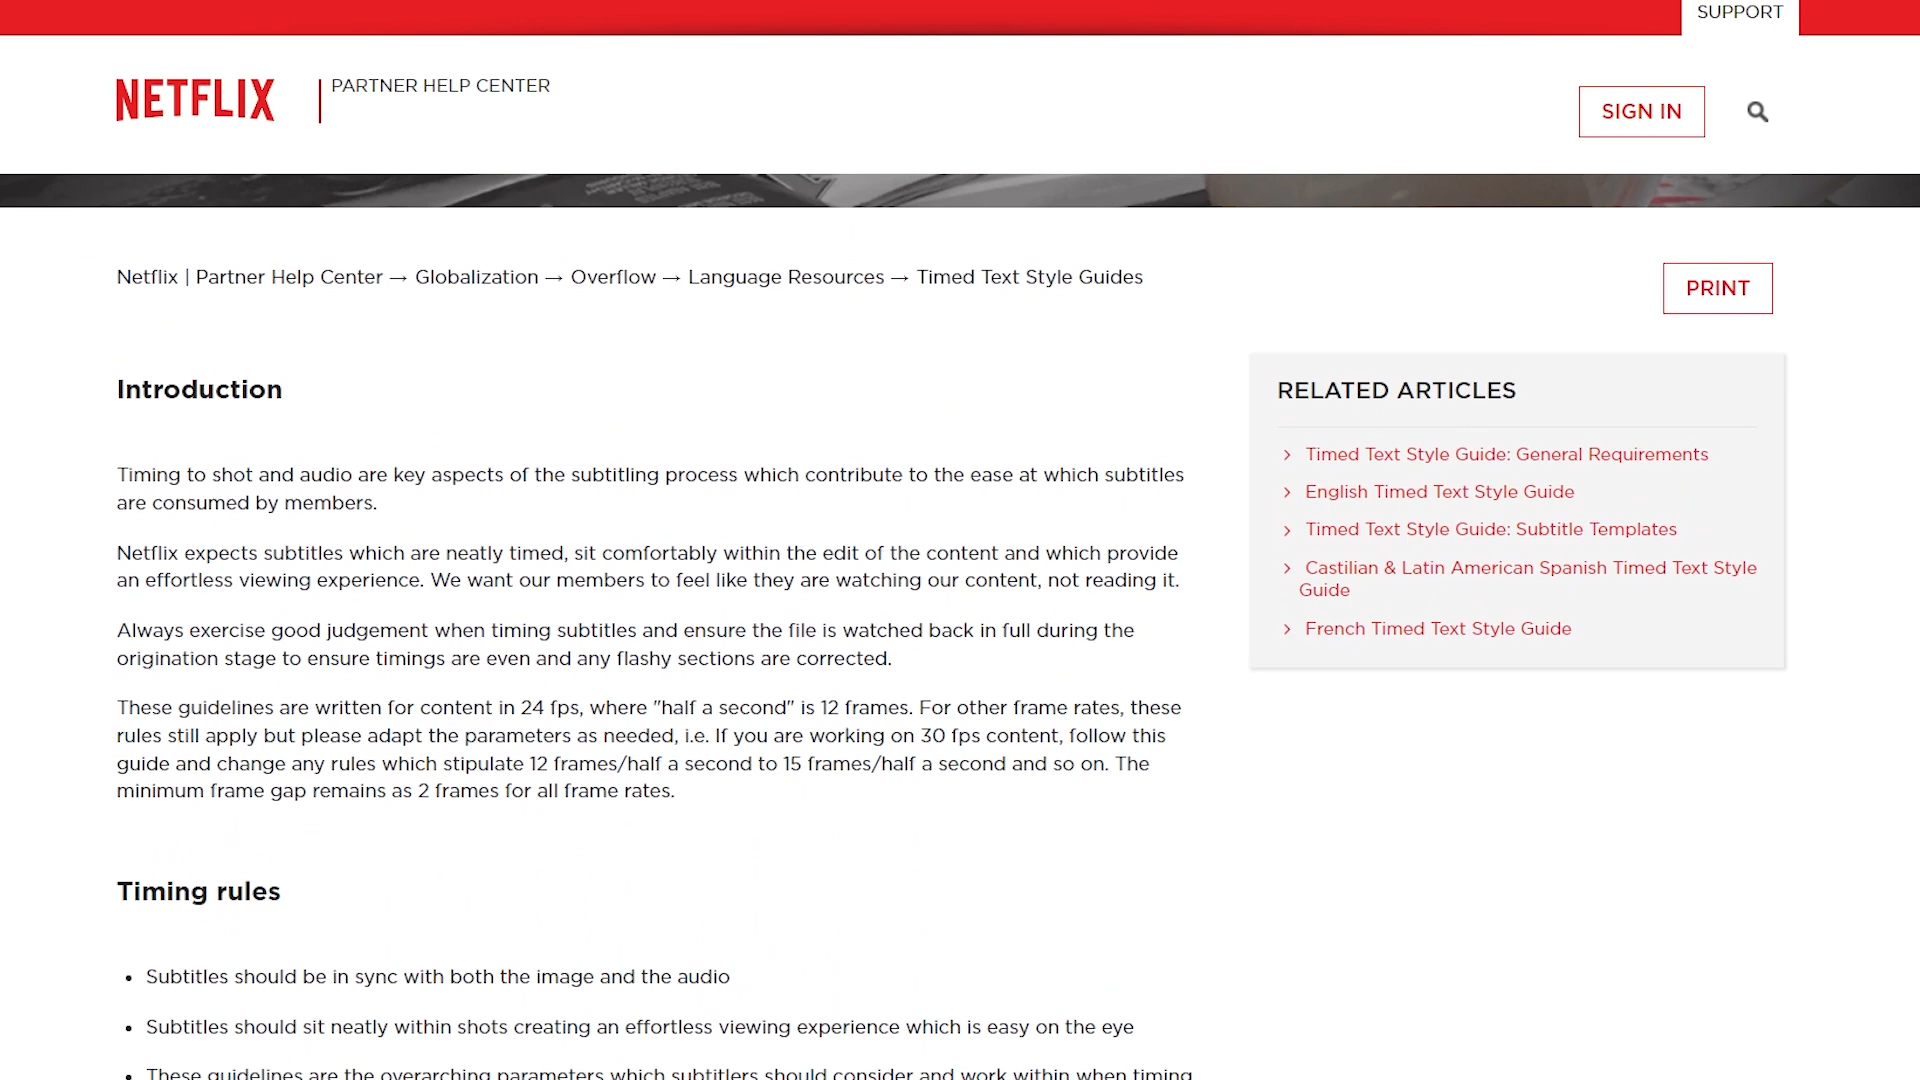 SUPPORT
NETFLIX
PARTNER HELP CENTER
SIGN IN
Netflix | Partner Help Center → Globalization → Overflow → Language Resources → Timed Text Style Guides
PRINT
Introduction
Timing to shot and audio are key aspects of the subtitling process which contribute to the ease at which subtitles
are consumed by members.
Netflix expects subtitles which are neatly timed, sit comfortably within the edit of the content and which provide
an effortless viewing experience. We want our members to feel like they are watching our content, not reading it.
Always exercise good judgement when timing subtitles and ensure the file is watched back in full during the
origination stage to ensure timings are even and any flashy sections are corrected.
These guidelines are written for content in 24 fps, where "half a second" is 12 frames. For other frame rates, these
rules still apply but please adapt the parameters as needed, i.e. If you are working on 30 fps content, follow this
guide and change any rules which stipulate 12 frames/half a second to 15 frames/half a second and so on. The
minimum frame gap remains as 2 frames for all frame rates.
Timing rules
• Subtitles should be in sync with both the image and the audio
• Subtitles should sit neatly within shots creating an effortless viewing experience which is easy on the eye
• These guidelines are the overarching parameters which subtitlers should consider and work within when timing
RELATED ARTICLES
> Timed Text Style Guide: General Requirements
> English Timed Text Style Guide
> Timed Text Style Guide: Subtitle Templates
> Castilian & Latin American Spanish Timed Text Style
Guide
> French Timed Text Style Guide